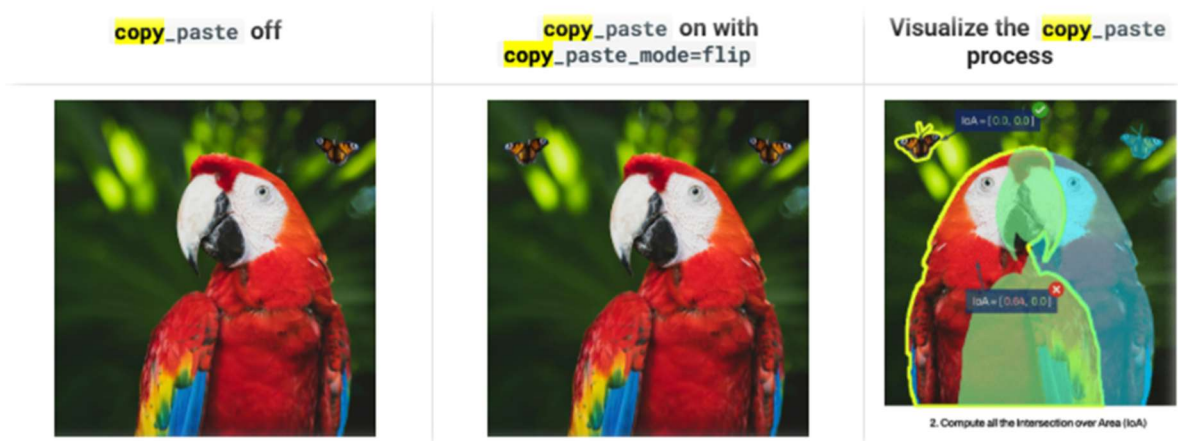 copy_paste off
copy_paste on with
copy_paste_mode=flip
Visualize the copy_paste
process
IoA = [0.0, 0.0]
IoA = [0.64, 0.0]
2. Compute all the Intersection over Area (IoA)